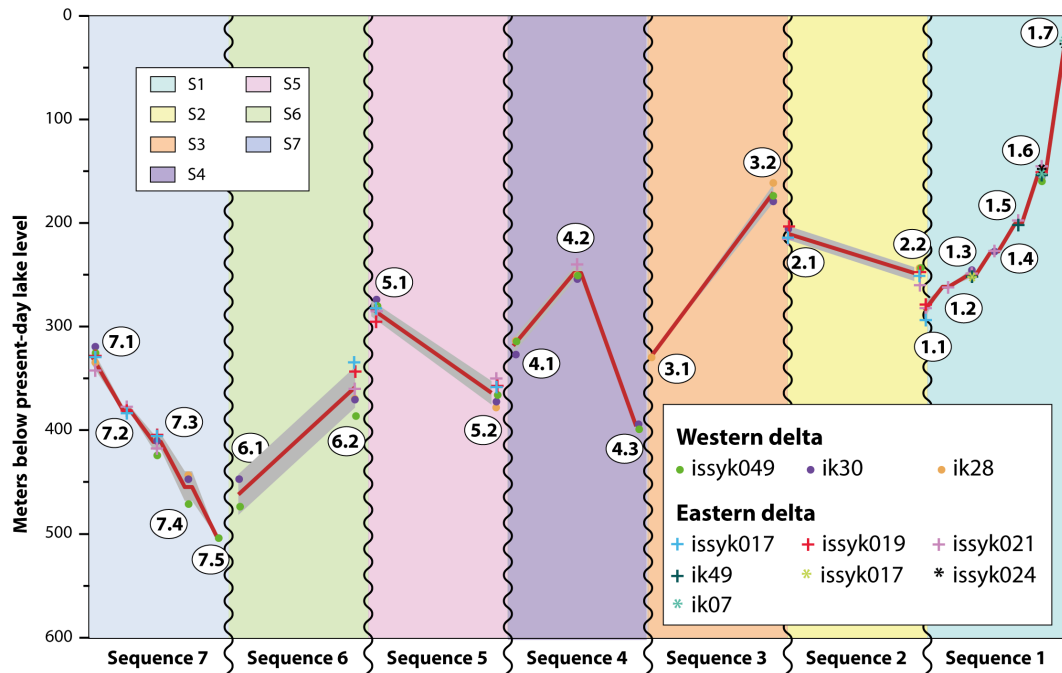 Meters below present-day lake level
0
100
200
300
400
500
600
S1
S5
S2
S6
S3
S7
S4
7.1
7.2
7.3
7.4
7.5
6.1
6.2
5.1
5.2
4.1
4.2
4.3
3.1
3.2
2.1
2.2
1.1
1.2
1.3
1.4
1.5
1.6
1.7
Western delta
issyk049 ik30 ik28
Eastern delta
issyk017 issyk019 issyk021
ik49 issyk017 issyk024
ik07
Sequence 7 Sequence 6 Sequence 5 Sequence 4 Sequence 3 Sequence 2 Sequence 1